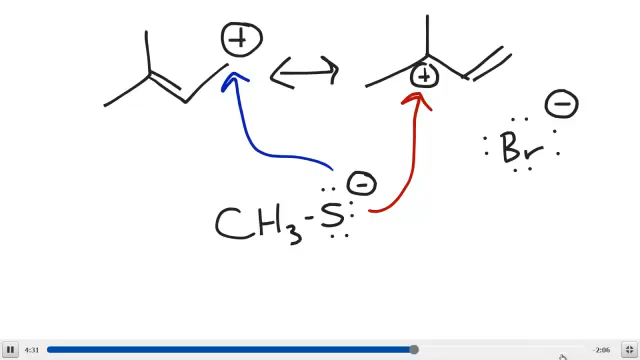 ⊕ ↔ ⊕
Br ⊖
CH₃-S ⊖
4:31 -2:06